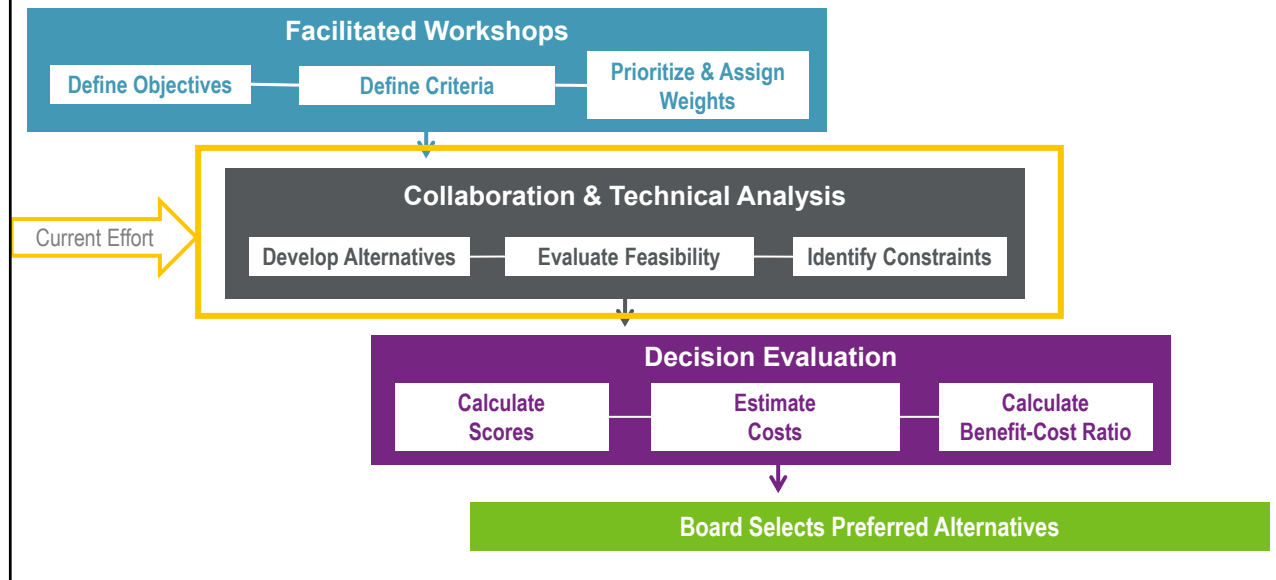 Facilitated Workshops
Define Objectives
Define Criteria
Prioritize & Assign
Weights
Collaboration & Technical Analysis
Current Effort
Develop Alternatives
Evaluate Feasibility
Identify Constraints
Decision Evaluation
Calculate
Scores
Estimate
Costs
Calculate
Benefit-Cost Ratio
Board Selects Preferred Alternatives